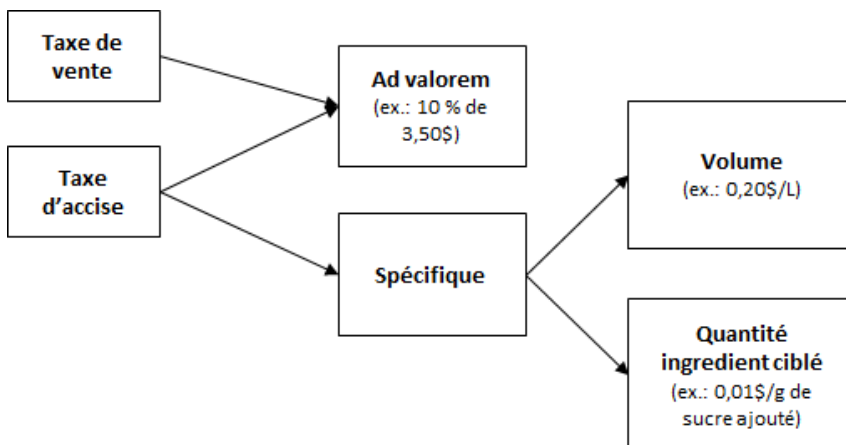 Taxe de
vente
Taxe
d'accise
Ad valorem
(ex.: 10 % de
3,50$)
Spécifique
Volume
(ex.: 0,20$/L)
Quantité
ingredient ciblé
(ex.: 0,01$/g de
sucre ajouté)